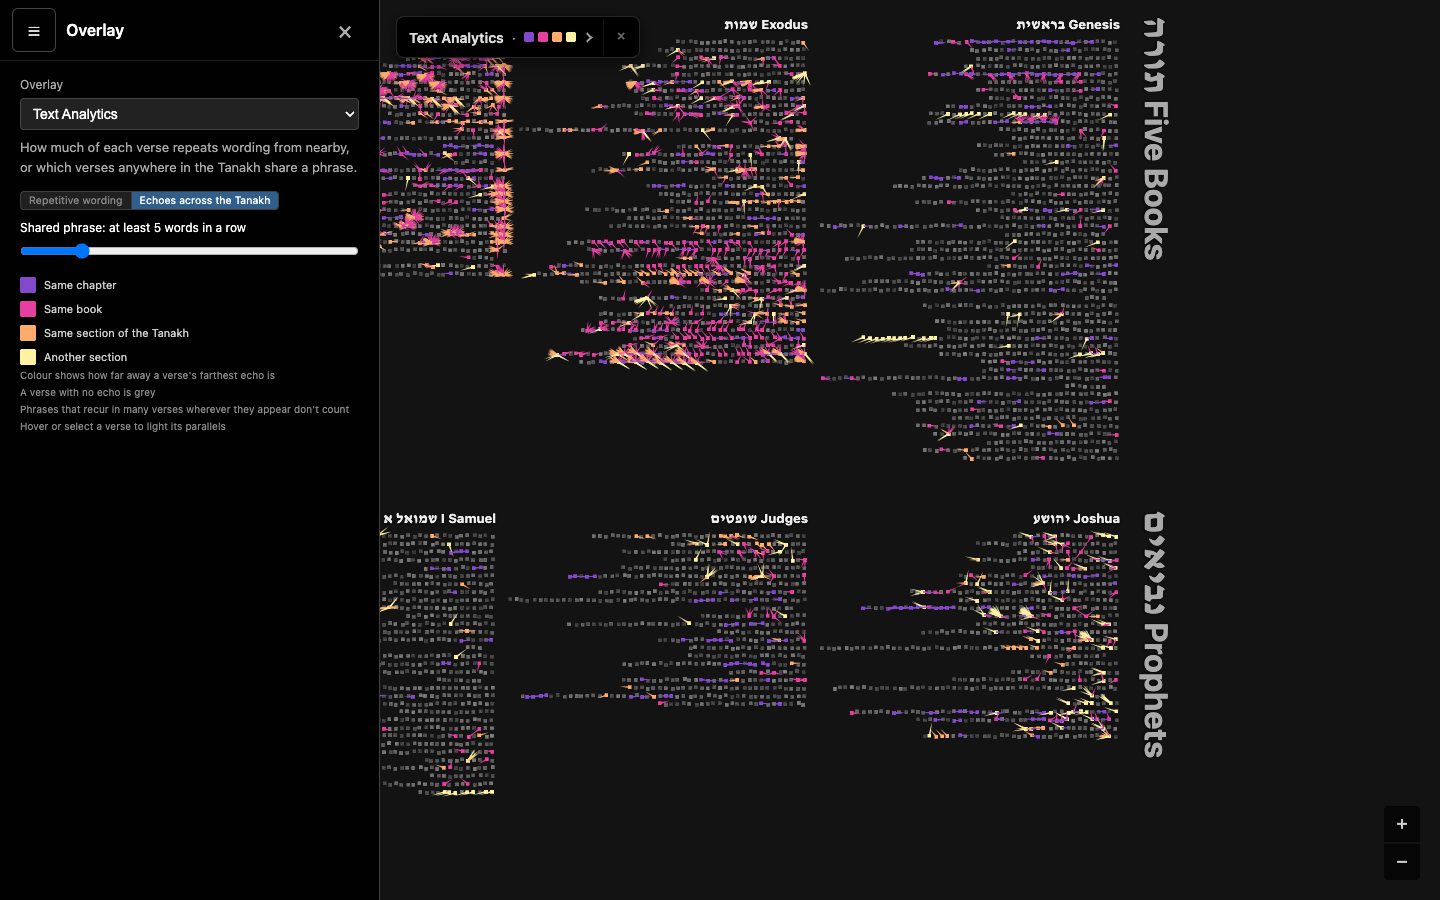 Overlay
Overlay
Text Analytics
How much of each verse repeats wording from nearby,
or which verses anywhere in the Tanakh share a phrase.
Repetitive wording
Echoes across the Tanakh
Shared phrase: at least 5 words in a row
Same chapter
Same book
Same section of the Tanakh
Another section
Colour shows how far away a verse's farthest echo is
A verse with no echo is grey
Phrases that recur in many verses wherever they appear don't count
Hover or select a verse to light its parallels
Text Analytics ·
שמות Exodus
בראשית Genesis
תורה Five Books
שמואל א I Samuel
שופטים Judges
יהושע Joshua
נביאים Prophets